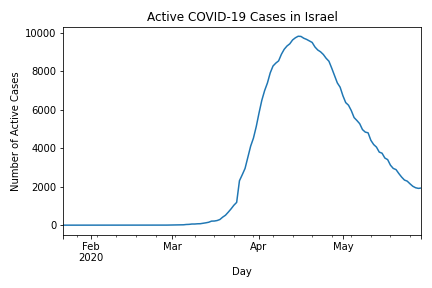 Active COVID-19 Cases in Israel
Number of Active Cases
10000
8000
6000
4000
2000
0
Feb
2020
Mar
Apr
May
Day